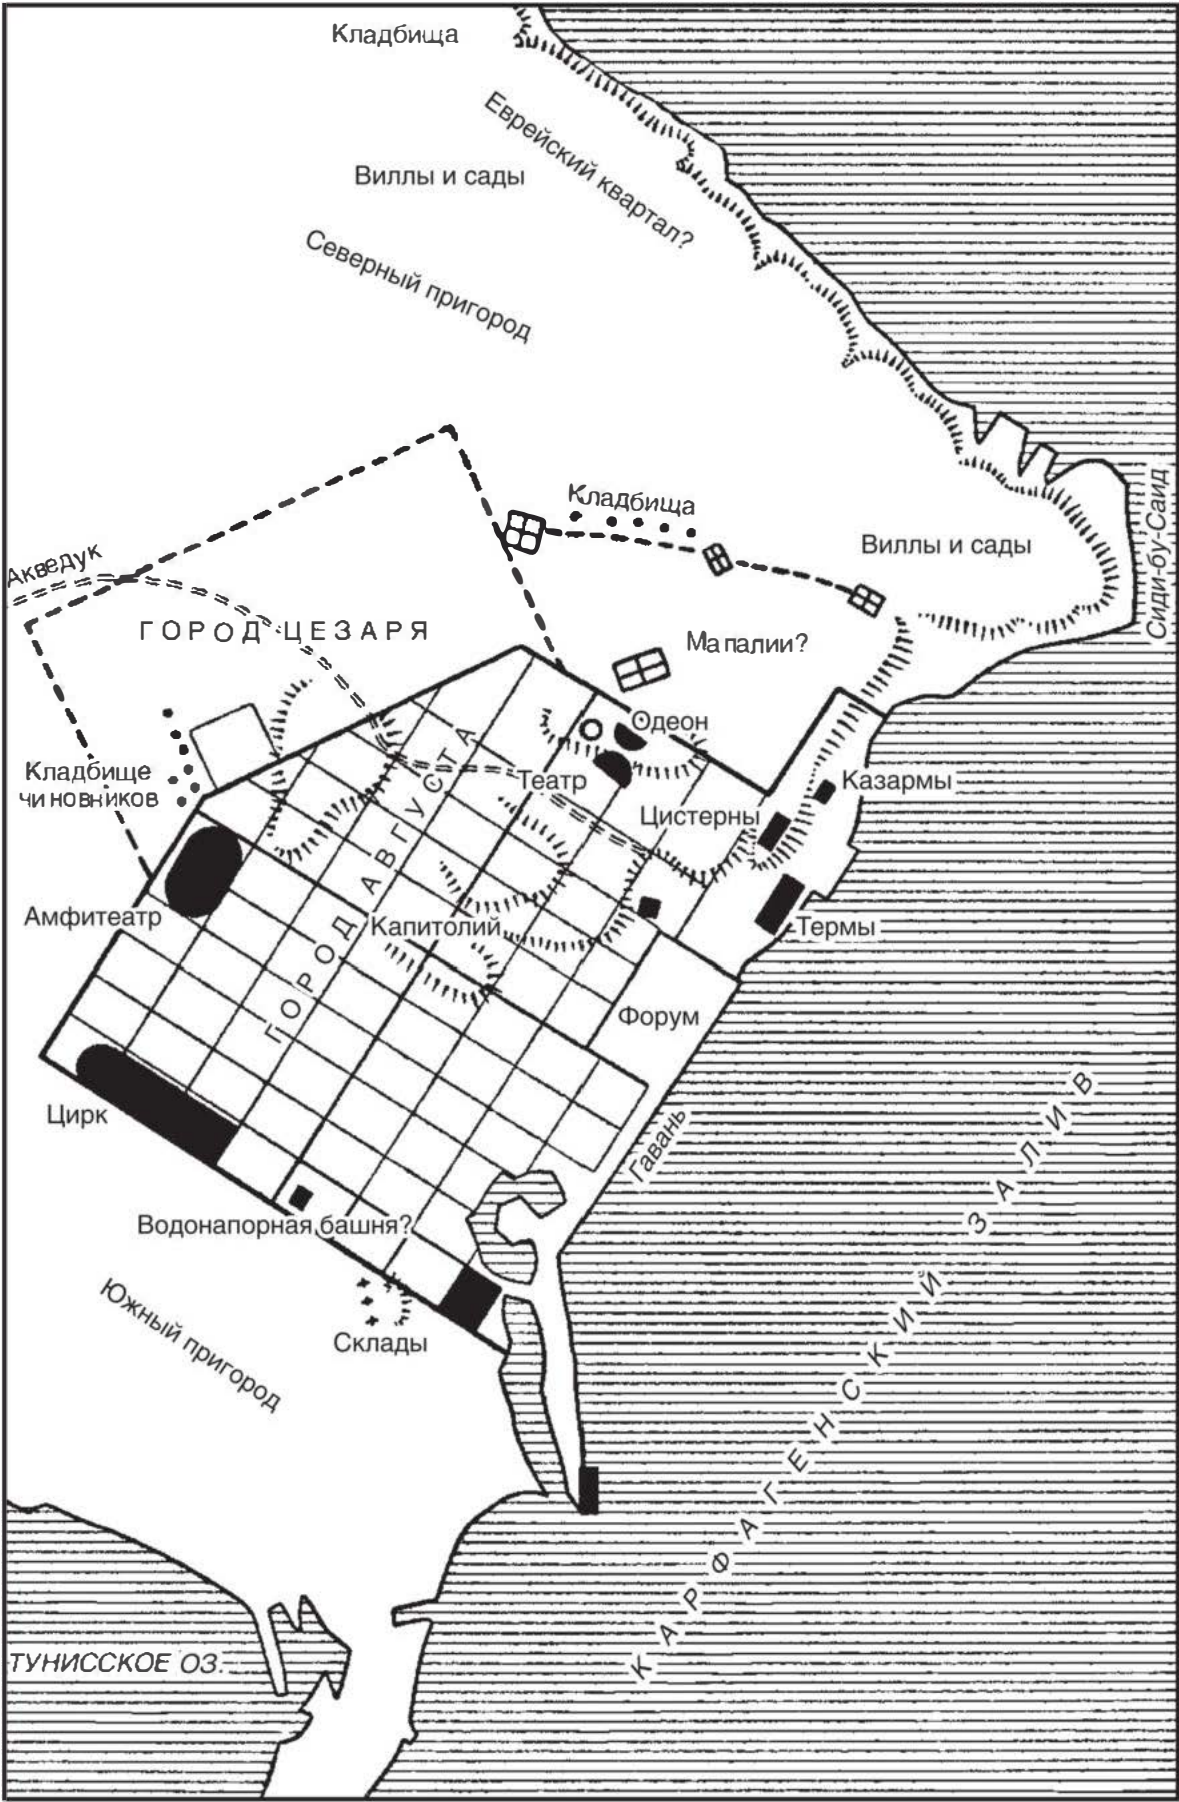 Кладбища
Еврейский квартал?
Виллы и сады
Северный пригород
Кладбища
Сиди-бу-Саид
Виллы и сады
Акведук
ГОРОД ЦЕЗАРЯ
Мапалии?
Одеон
Кладбище
чиновников
Театр
Казармы
Цистерны
ГОРОД АВГУСТА
Амфитеатр
Капитолий
Термы
Форум
Цирк
Гавань
Водонапорная башня?
КАРФАГЕНСКИЙ ЗАЛИВ
Южный пригород
Склады
ТУНИССКОЕ ОЗ.